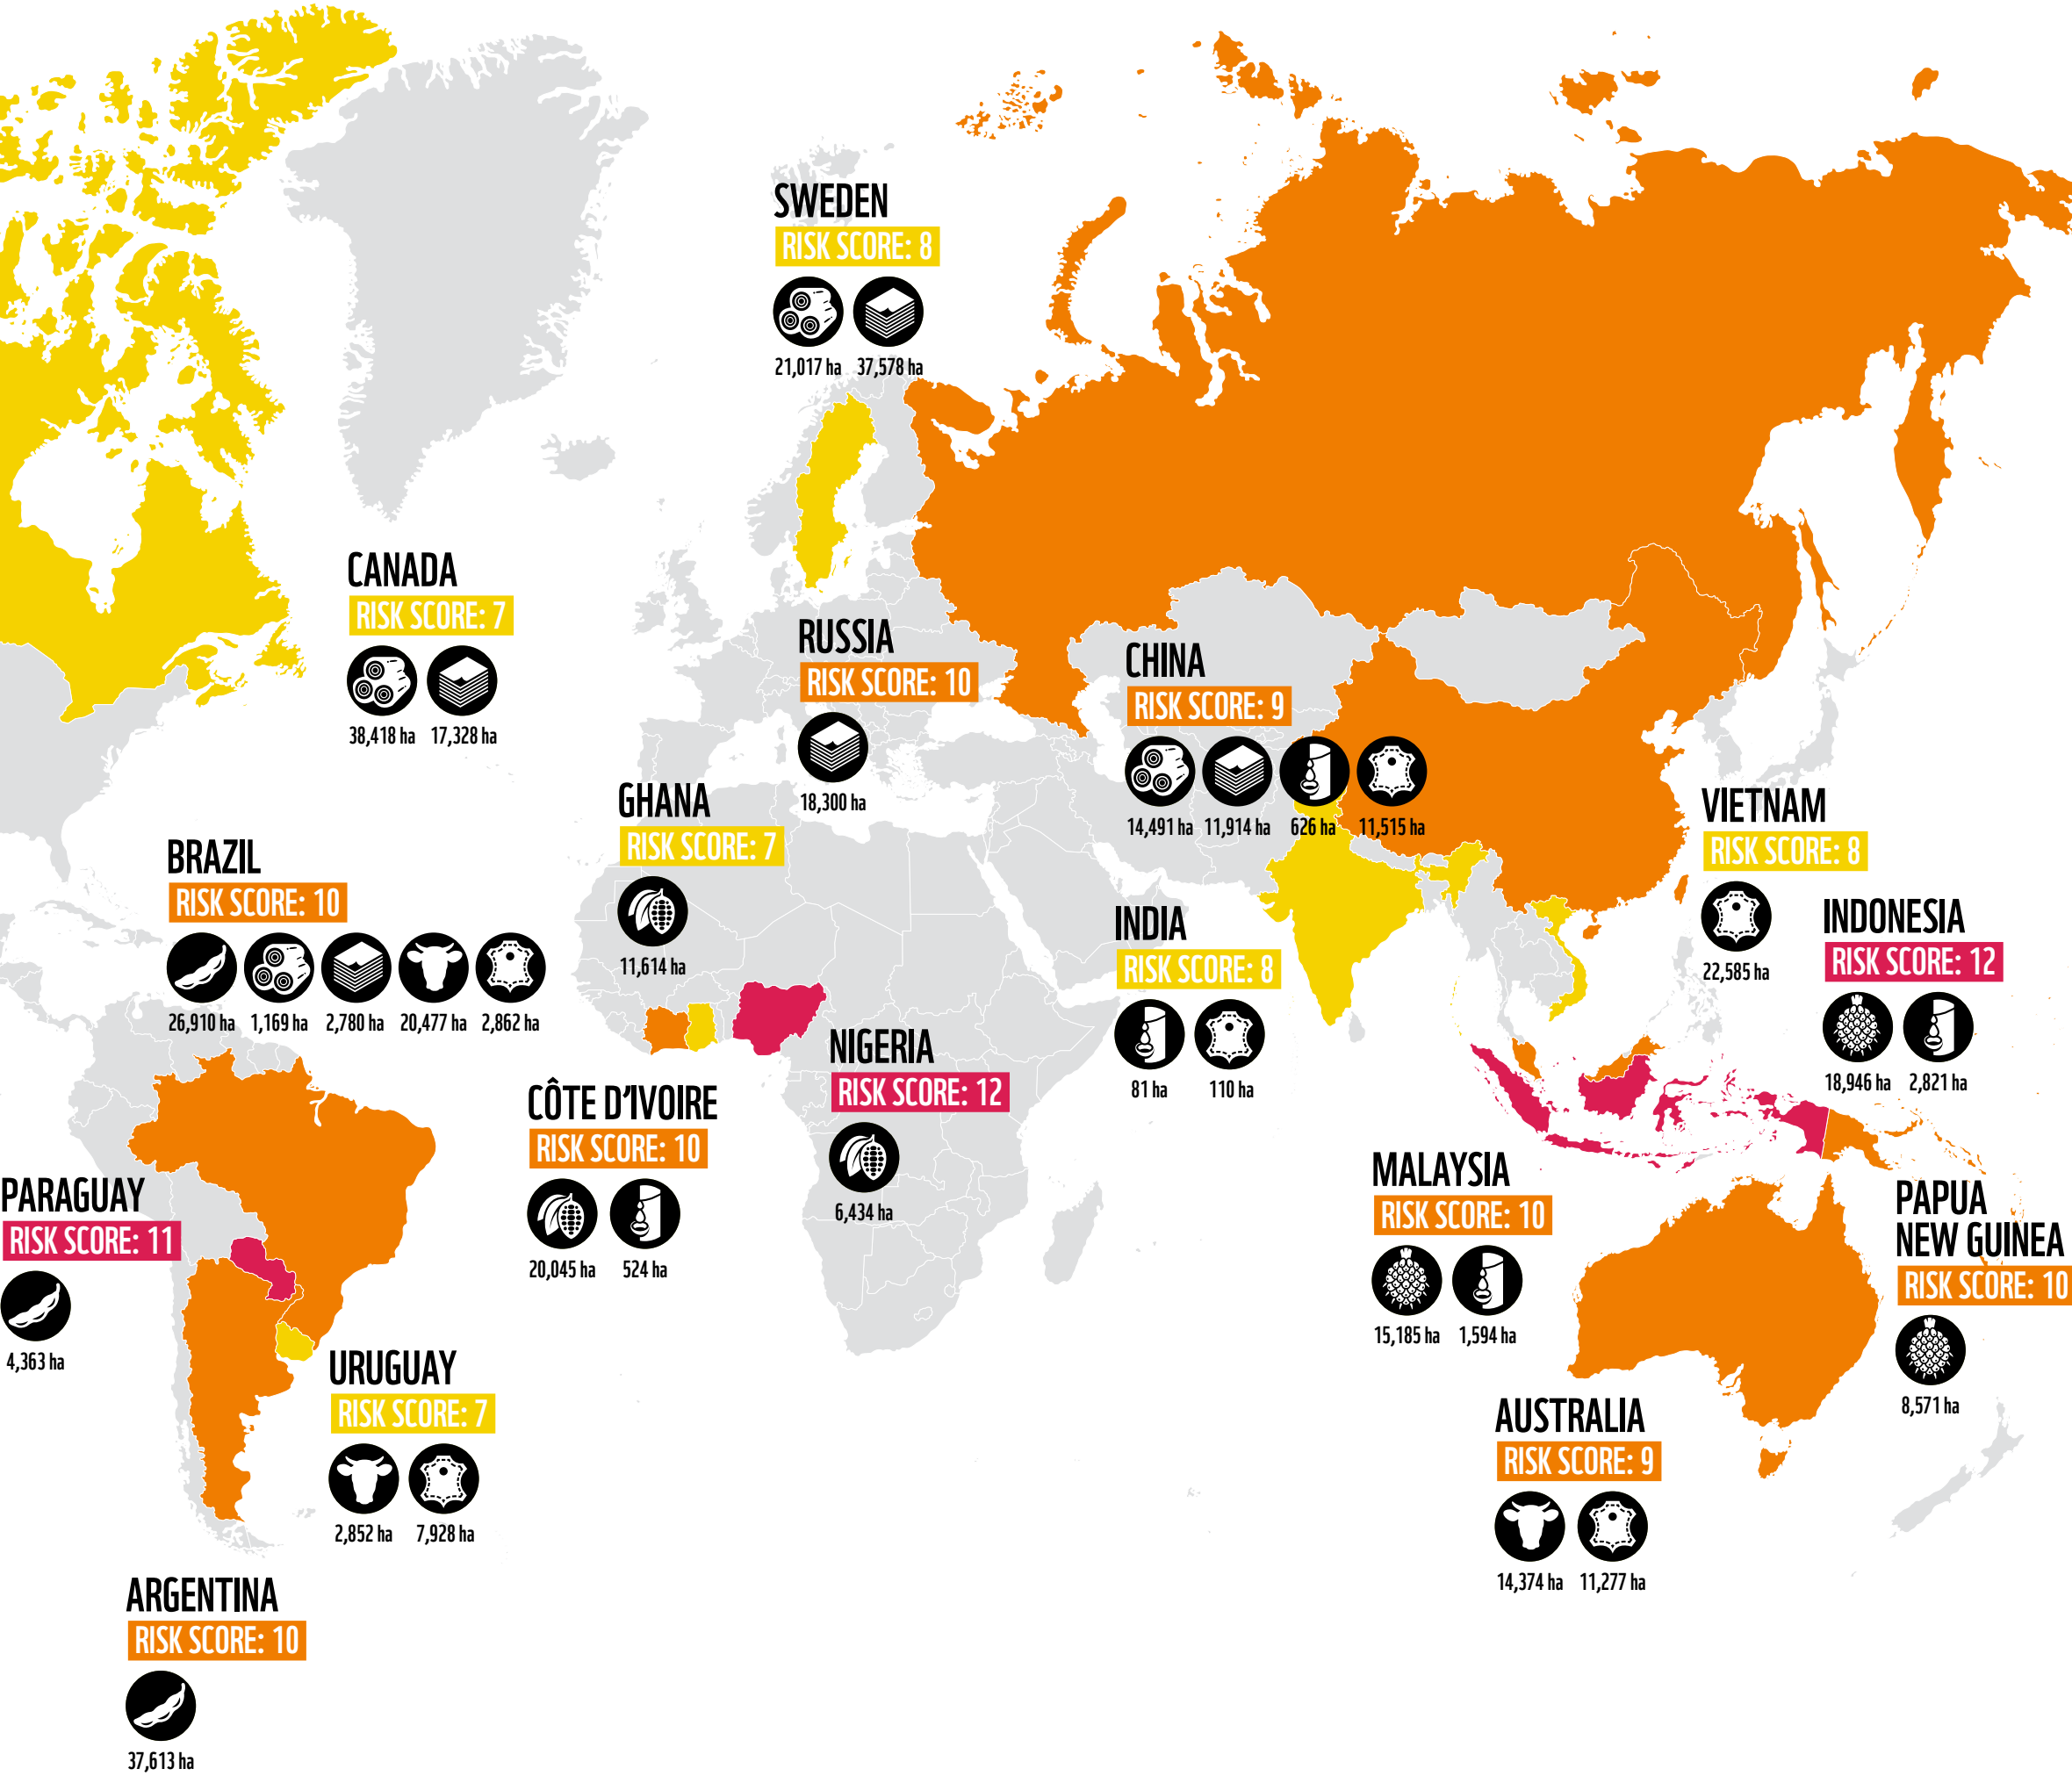 SWEDEN
RISK SCORE: 8
21,017 ha 37,578 ha
CANADA
RISK SCORE: 7
38,418 ha 17,328 ha
RUSSIA
RISK SCORE: 10
18,300 ha
CHINA
RISK SCORE: 9
14,491 ha 11,914 ha 626 ha 11,515 ha
GHANA
RISK SCORE: 7
11,614 ha
VIETNAM
RISK SCORE: 8
22,585 ha
BRAZIL
RISK SCORE: 10
26,910 ha 1,169 ha 2,780 ha 20,477 ha 2,862 ha
INDIA
RISK SCORE: 8
81 ha 110 ha
INDONESIA
RISK SCORE: 12
18,946 ha 2,821 ha
NIGERIA
RISK SCORE: 12
6,434 ha
CÔTE D'IVOIRE
RISK SCORE: 10
20,045 ha 524 ha
PARAGUAY
RISK SCORE: 11
4,363 ha
MALAYSIA
RISK SCORE: 10
15,185 ha 1,594 ha
PAPUA
NEW GUINEA
RISK SCORE: 10
8,571 ha
URUGUAY
RISK SCORE: 7
2,852 ha 7,928 ha
AUSTRALIA
RISK SCORE: 9
14,374 ha 11,277 ha
ARGENTINA
RISK SCORE: 10
37,613 ha